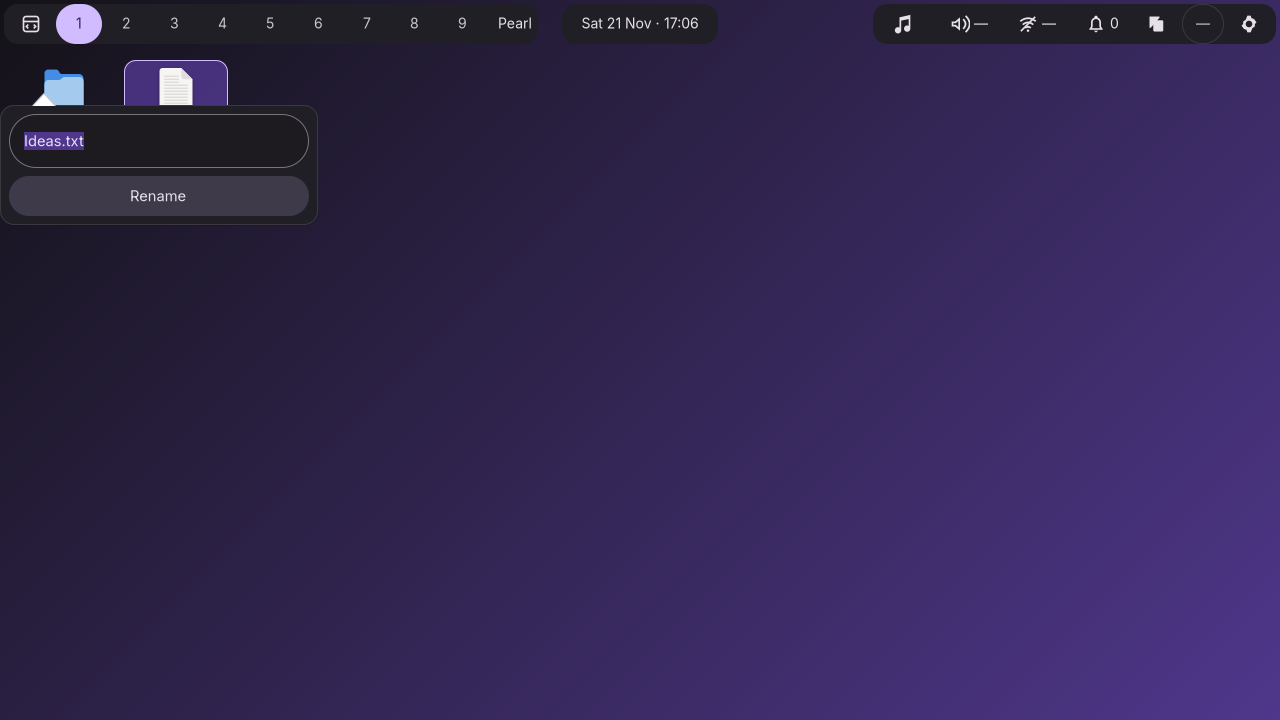 1 2 3 4 5 6 7 8 9 Pearl Sat 21 Nov · 17:06 — — 0 —
Ideas.txt
Rename